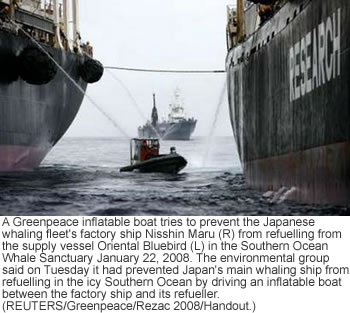 RESEARCH
A Greenpeace inflatable boat tries to prevent the Japanese
whaling fleet's factory ship Nisshin Maru (R) from refuelling from
the supply vessel Oriental Bluebird (L) in the Southern Ocean
Whale Sanctuary January 22, 2008. The environmental group
said on Tuesday it had prevented Japan's main whaling ship from
refuelling in the icy Southern Ocean by driving an inflatable boat
between the factory ship and its refueller.
(REUTERS/Greenpeace/Rezac 2008/Handout.)